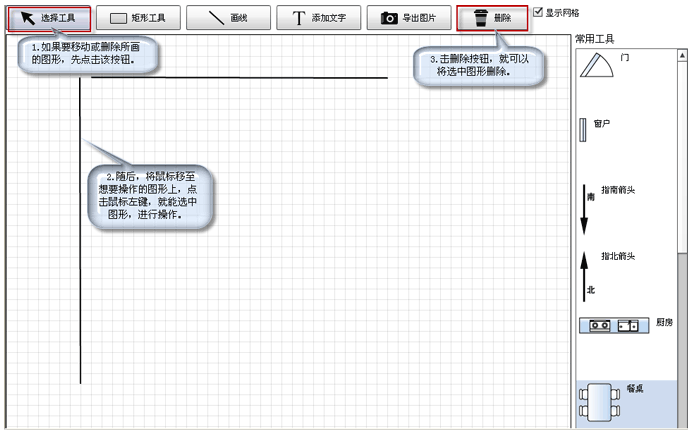 选择工具
矩形工具
画线
添加文字
导出图片
删除
显示网格
1.如果要移动或删除所画
的图形，先点击该按钮。
3.击删除按钮，就可以
将选中图形删除。
2.随后，将鼠标移至
想要操作的图形上，点
击鼠标左键，就能选中
图形，进行操作。
常用工具
门
窗户
指南箭头
南
指北箭头
北
厨房
餐桌